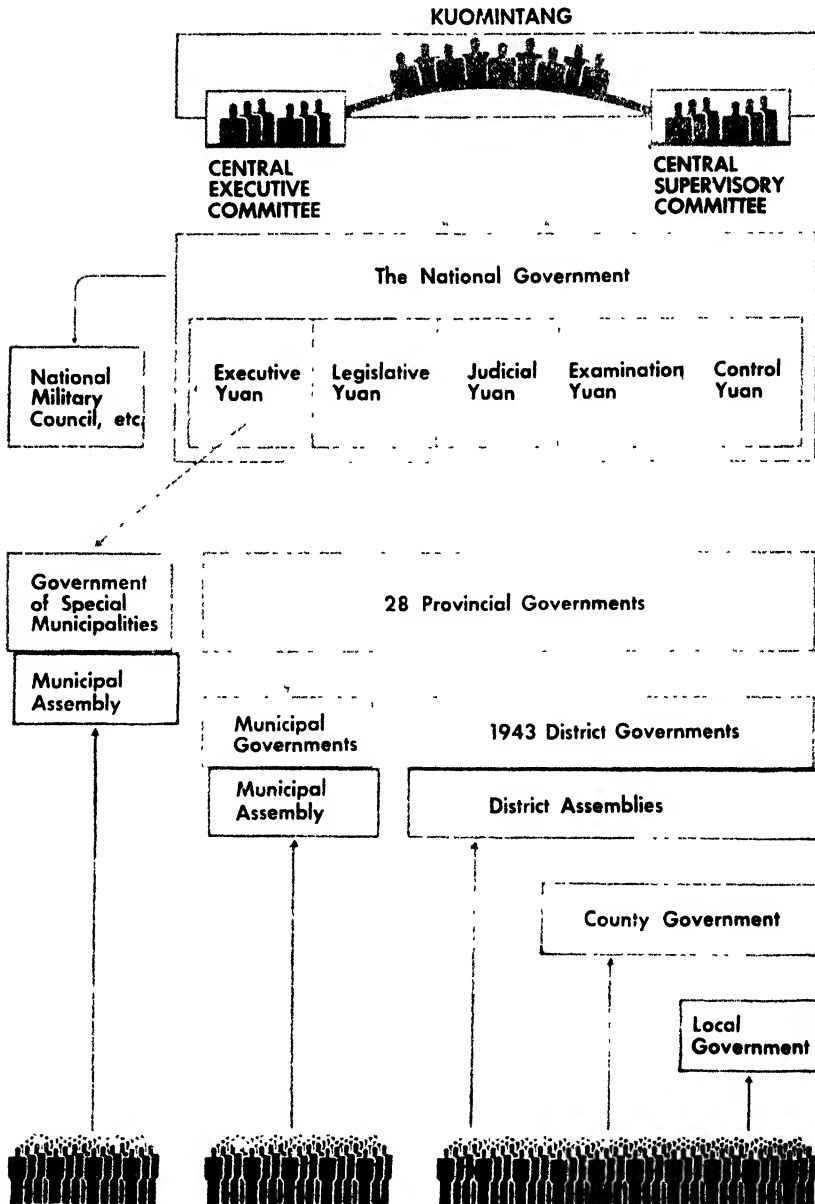 KUOMINTANG
CENTRAL
EXECUTIVE
COMMITTEE
CENTRAL
SUPERVISORY
COMMITTEE
The National Government
National
Military
Council, etc
Executive
Yuan
Legislative
Yuan
Judicial
Yuan
Examination
Yuan
Control
Yuan
Government
of Special
Municipalities
28 Provincial Governments
Municipal
Assembly
Municipal
Governments
1943 District Governments
Municipal
Assembly
District Assemblies
County Government
Local
Government